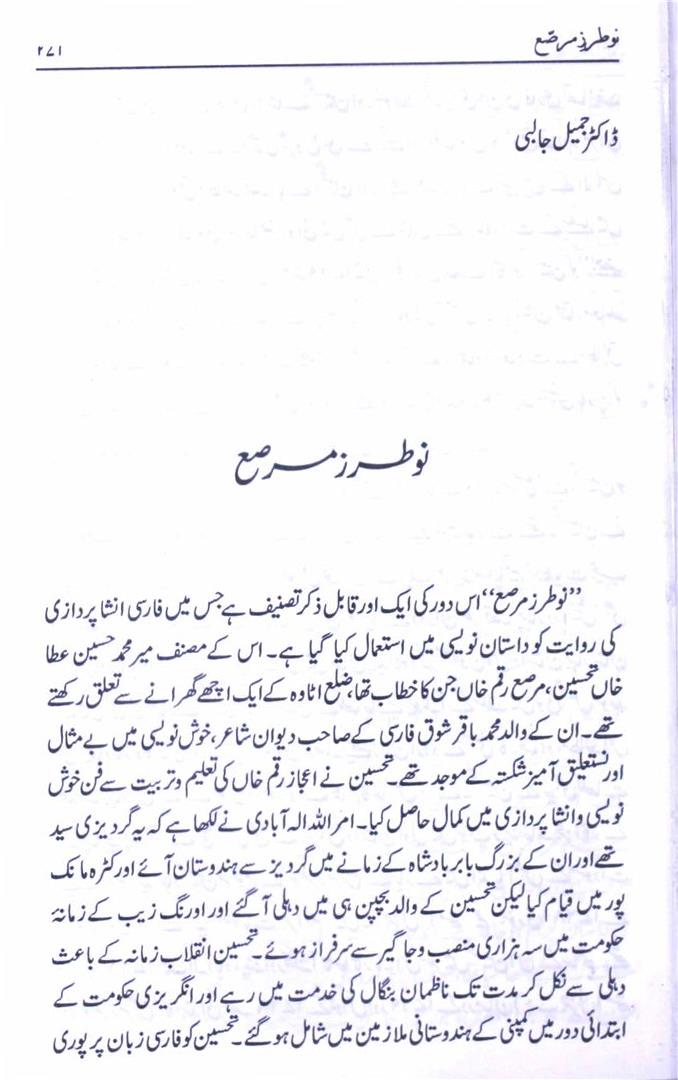 نو طرزِ مرصّع
۲۷۱
ڈاکٹر جمیل جالبی
نو طرز مرصع
”نوطرز مرصع“ اس دور کی ایک اور قابل ذکر تصنیف ہے جس میں فارسی انشا پردازی
کی روایت کو داستان نویسی میں استعمال کیا گیا ہے۔ اس کے مصنف میر محمد حسین عطا
خاں تحسین، مرصع رقم خاں جن کا خطاب تھا، ضلع اٹاوہ کے ایک اچھے گھرانے سے تعلق رکھتے
تھے۔ ان کے والد محمد باقر شوق فارسی کے صاحب دیوان شاعر، خوش نویسی میں بے مثال
اور نستعلیق آمیز شکستہ کے موجد تھے۔ تحسین نے اعجاز رقم خاں کی تعلیم و تربیت سے فن خوش
نویسی و انشا پردازی میں کمال حاصل کیا۔ امر اللہ الہ آبادی نے لکھا ہے کہ یہ گردیزی سید
تھے اور ان کے بزرگ بابر بادشاہ کے زمانے میں گردیز سے ہندوستان آئے اور کٹرہ مانک
پور میں قیام کیا لیکن تحسین کے والد بچپن ہی میں دہلی آ گئے اور اورنگ زیب کے زمانۂ
حکومت میں سہ ہزاری منصب و جاگیر سے سرفراز ہوئے۔ تحسین انقلاب زمانہ کے باعث
دہلی سے نکل کر مدت تک ناظمان بنگال کی خدمت میں رہے اور انگریزی حکومت کے
ابتدائی دور میں کمپنی کے ہندوستانی ملازمین میں شامل ہو گئے۔ تحسین کو فارسی زبان پر پوری